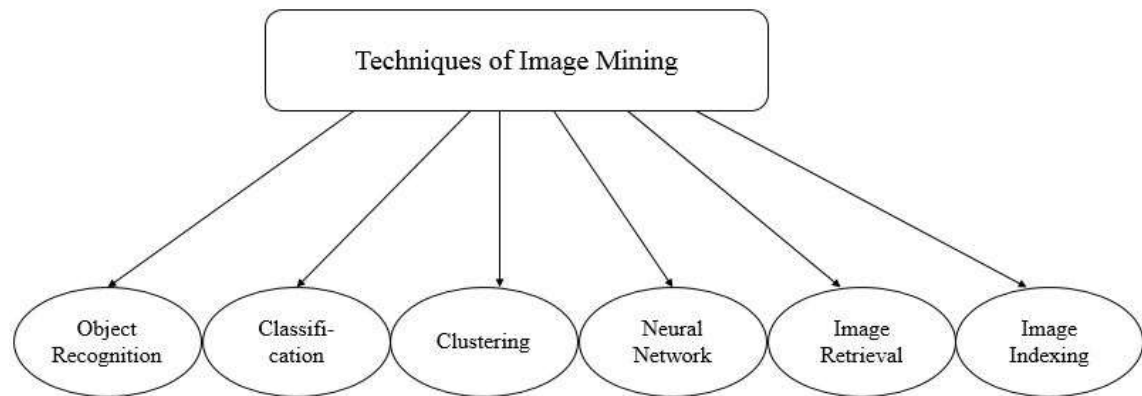 Techniques of Image Mining
Object
Recognition
Classifi-
cation
Clustering
Neural
Network
Image
Retrieval
Image
Indexing